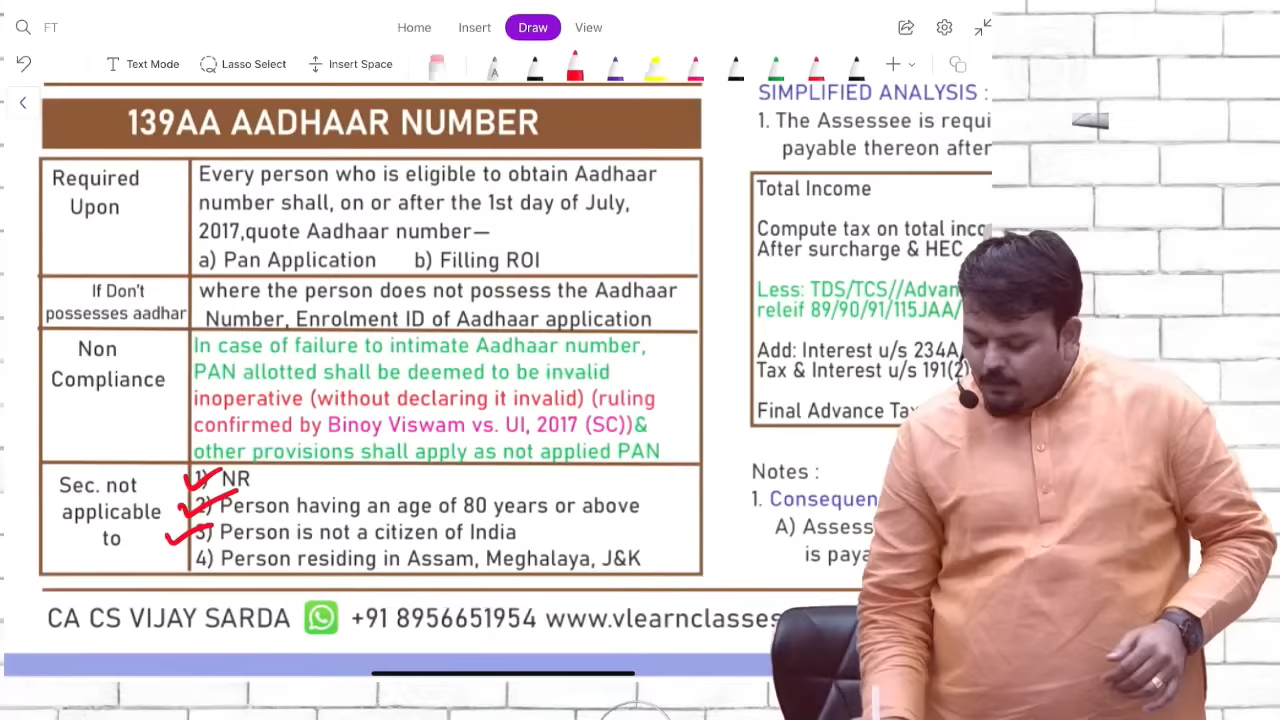 FT
Home
Insert
Draw
View
Text Mode
Lasso Select
Insert Space
139AA AADHAAR NUMBER
Required
Upon
Every person who is eligible to obtain Aadhaar
number shall, on or after the 1st day of July,
2017,quote Aadhaar number—
a) Pan Application b) Filling ROI
If Don't
possesses aadhar
where the person does not possess the Aadhaar
Number, Enrolment ID of Aadhaar application
Non
Compliance
In case of failure to intimate Aadhaar number,
PAN allotted shall be deemed to be invalid
inoperative (without declaring it invalid) (ruling
confirmed by Binoy Viswam vs. UI, 2017 (SC))&
other provisions shall apply as not applied PAN
Sec. not
applicable
to
1) NR
2) Person having an age of 80 years or above
3) Person is not a citizen of India
4) Person residing in Assam, Meghalaya, J&K
CA CS VIJAY SARDA +91 8956651954 www.vlearnclasses
SIMPLIFIED ANALYSIS :
1. The Assessee is requi
payable thereon after
Total Income
Compute tax on total inco
After surcharge & HEC
Less: TDS/TCS//Advan
releif 89/90/91/115JAA/
Add: Interest u/s 234A
Tax & Interest u/s 191(2)
Final Advance Tax
Notes :
1. Consequen
A) Assess
is paya